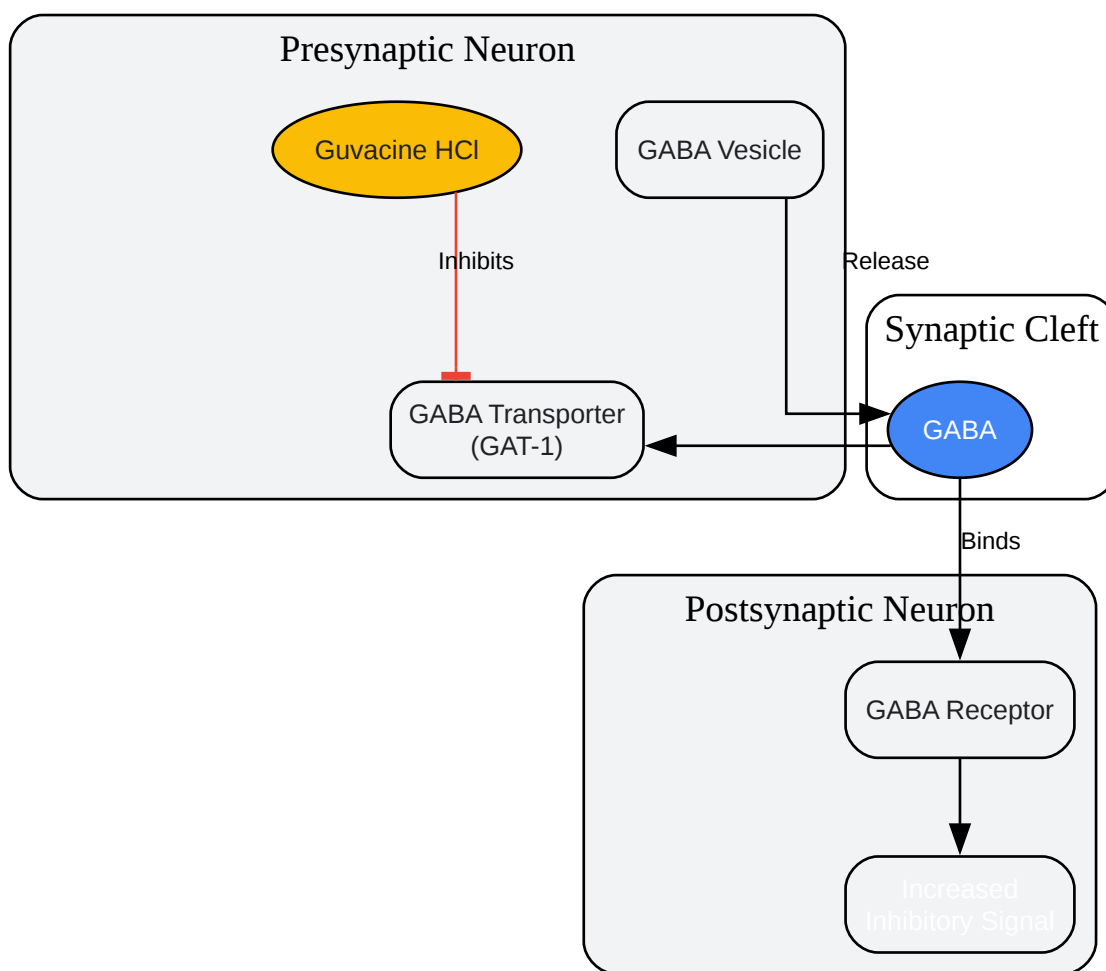 Presynaptic Neuron
Guvacine HCl
GABA Vesicle
Inhibits
Release
Synaptic Cleft
GABA Transporter
(GAT-1)
GABA
Binds
Postsynaptic Neuron
GABA Receptor
Increased
Inhibitory Signal